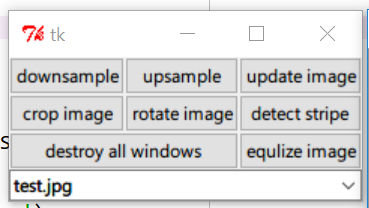 tk
downsample upsample update image
crop image rotate image detect stripe
destroy all windows equlize image
test.jpg